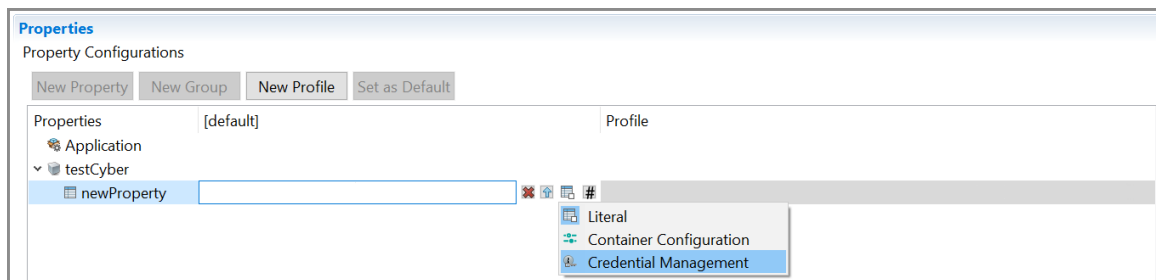 Properties
Property Configurations
New Property New Group New Profile Set as Default
Properties [default] Profile
Application
testCyber
newProperty #
Literal
Container Configuration
Credential Management